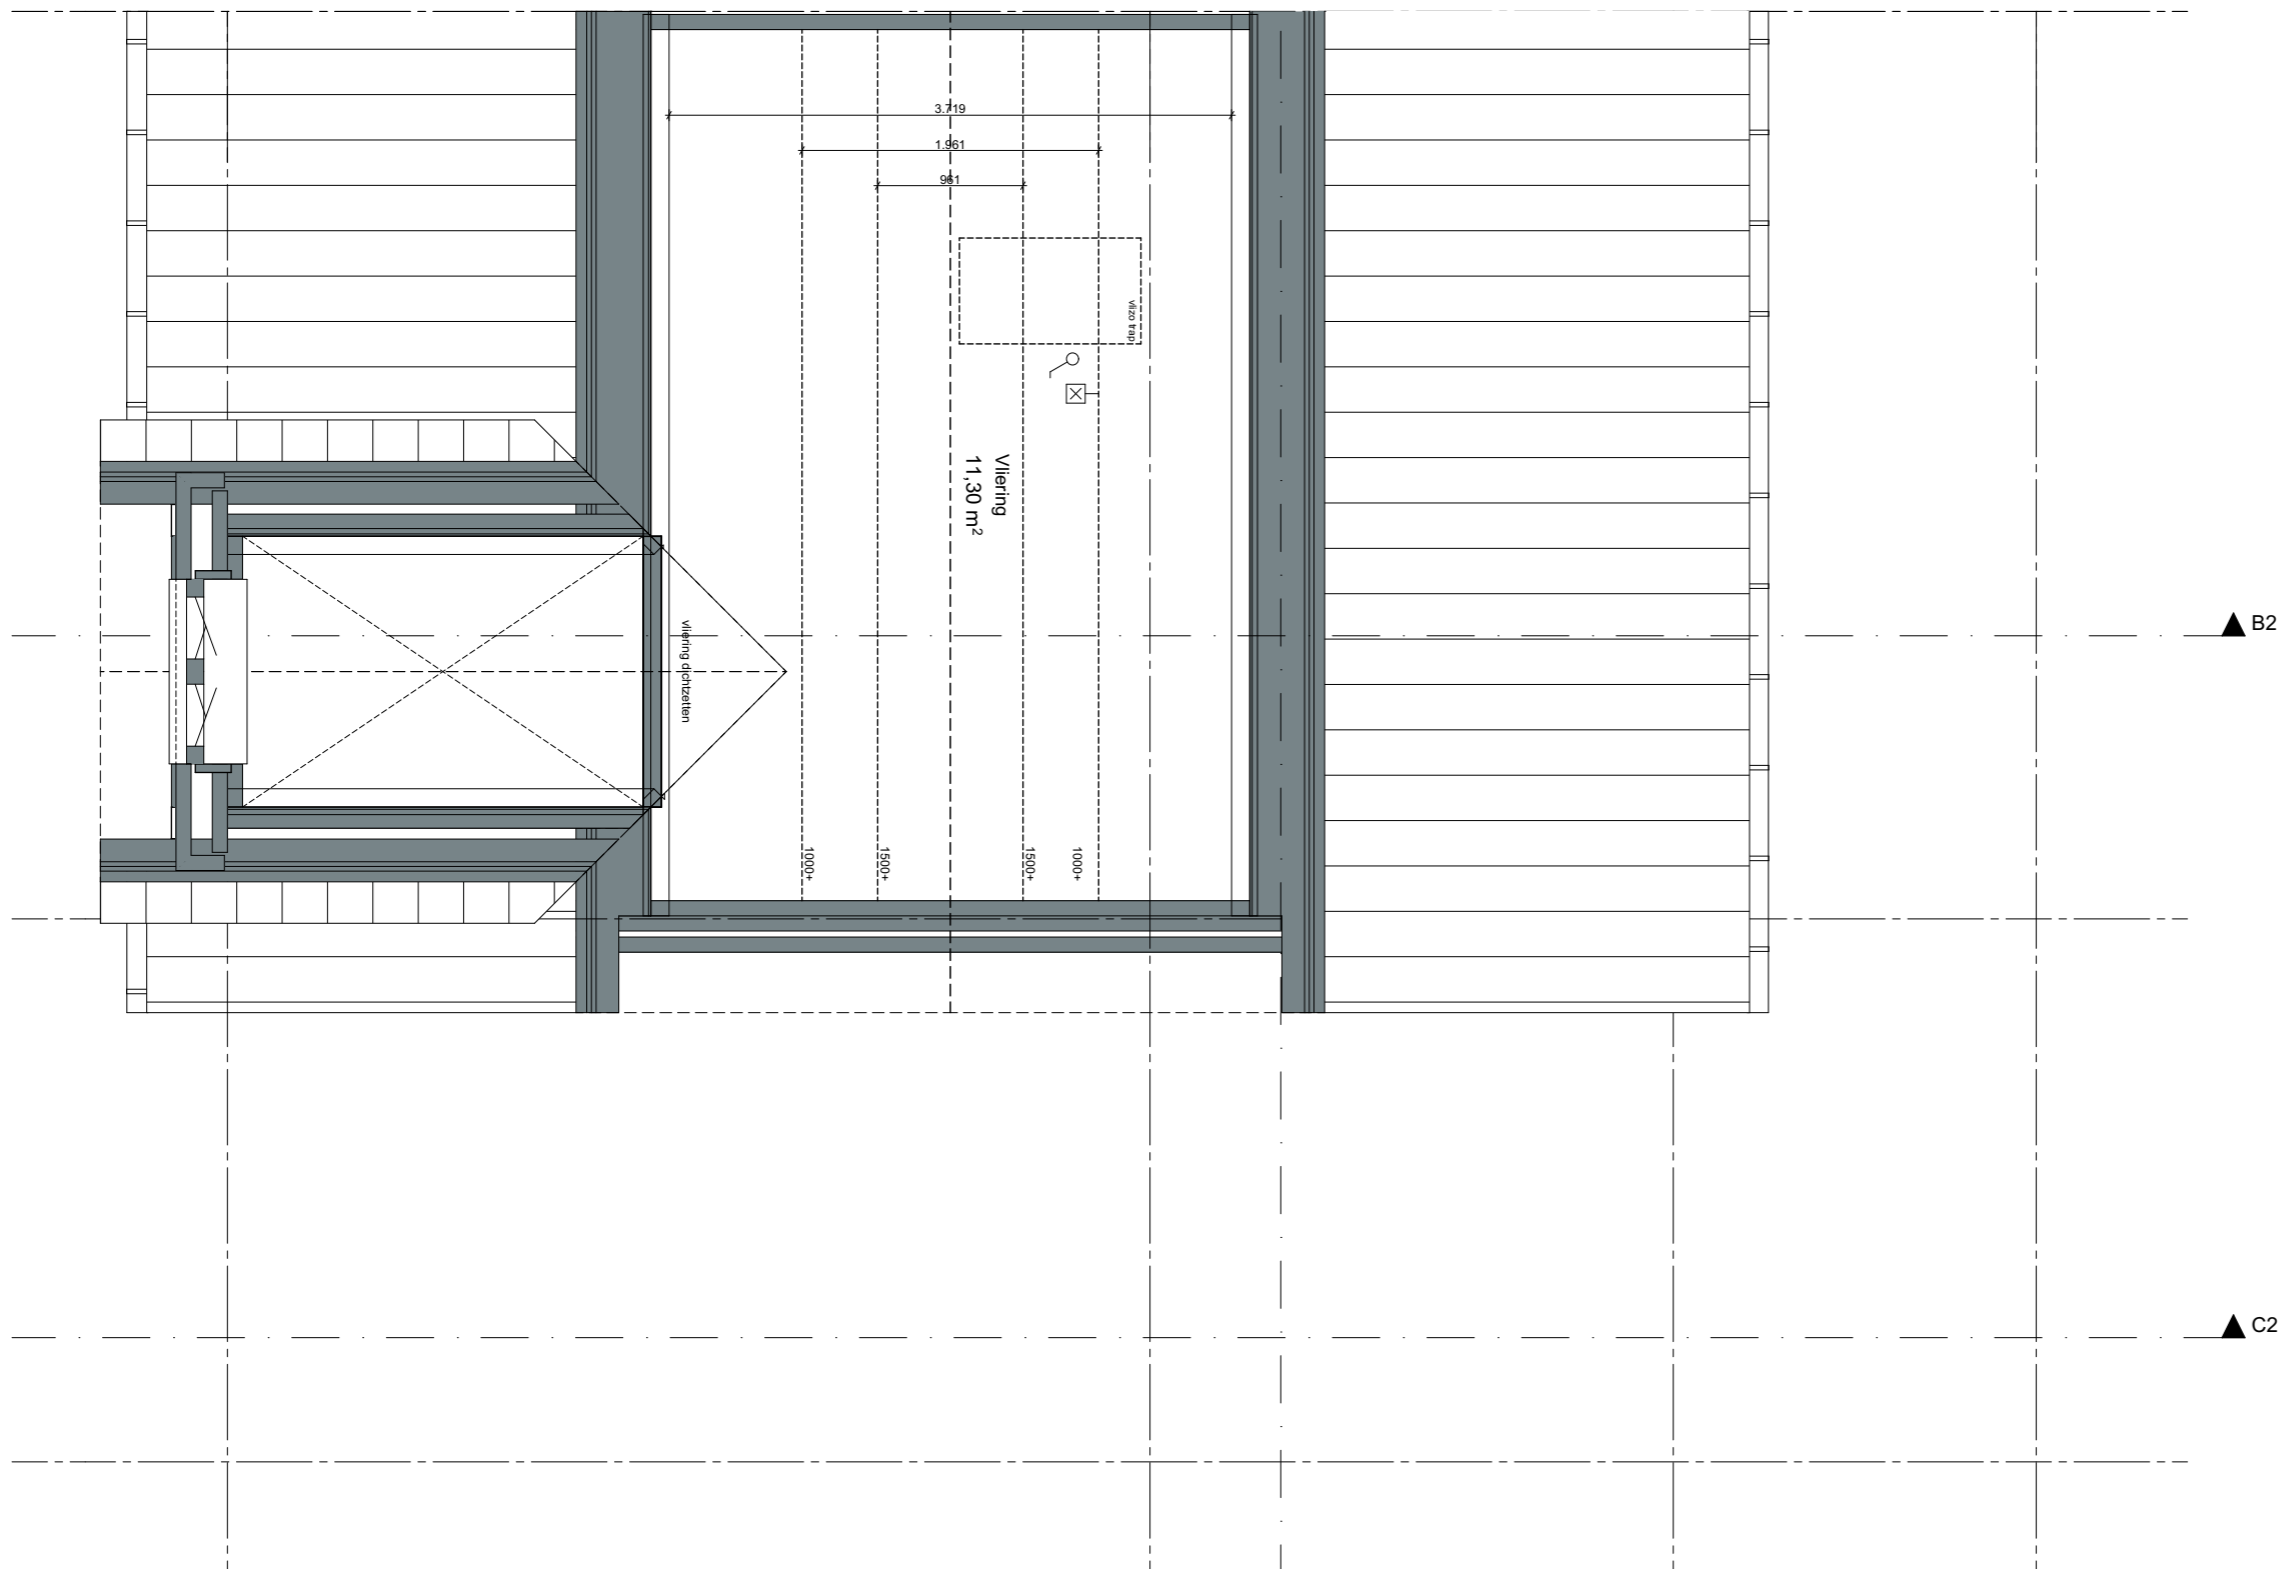 3.719
1.961
961
vlizo trap
Vliering
11,30 m²
B2
vliering dichtzetten
1000+
1500+
1500+
1000+
C2